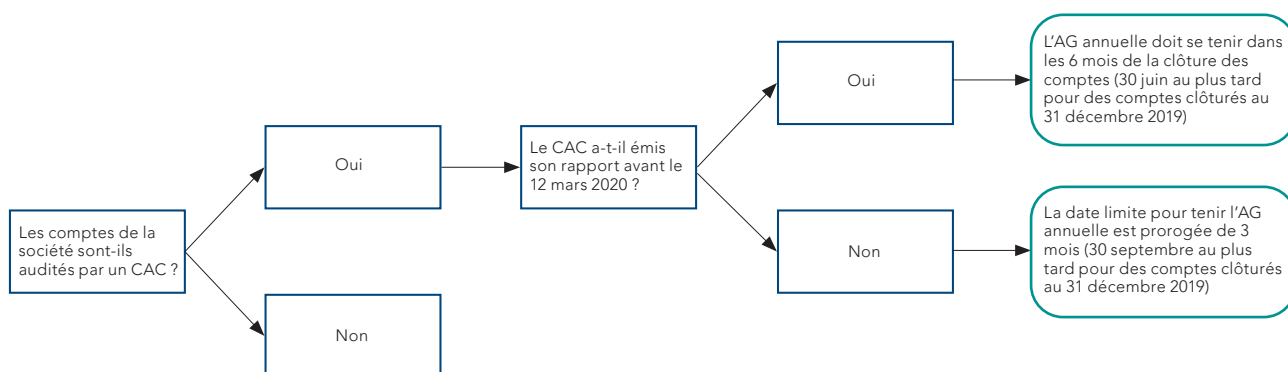 Les comptes de la
société sont-ils
audités par un CAC ?
Oui
Non
Le CAC a-t-il émis
son rapport avant le
12 mars 2020 ?
Oui
Non
L’AG annuelle doit se tenir dans
les 6 mois de la clôture des
comptes (30 juin au plus tard
pour des comptes clôturés au
31 décembre 2019)
La date limite pour tenir l’AG
annuelle est prorogée de 3
mois (30 septembre au plus
tard pour des comptes clôturés
au 31 décembre 2019)